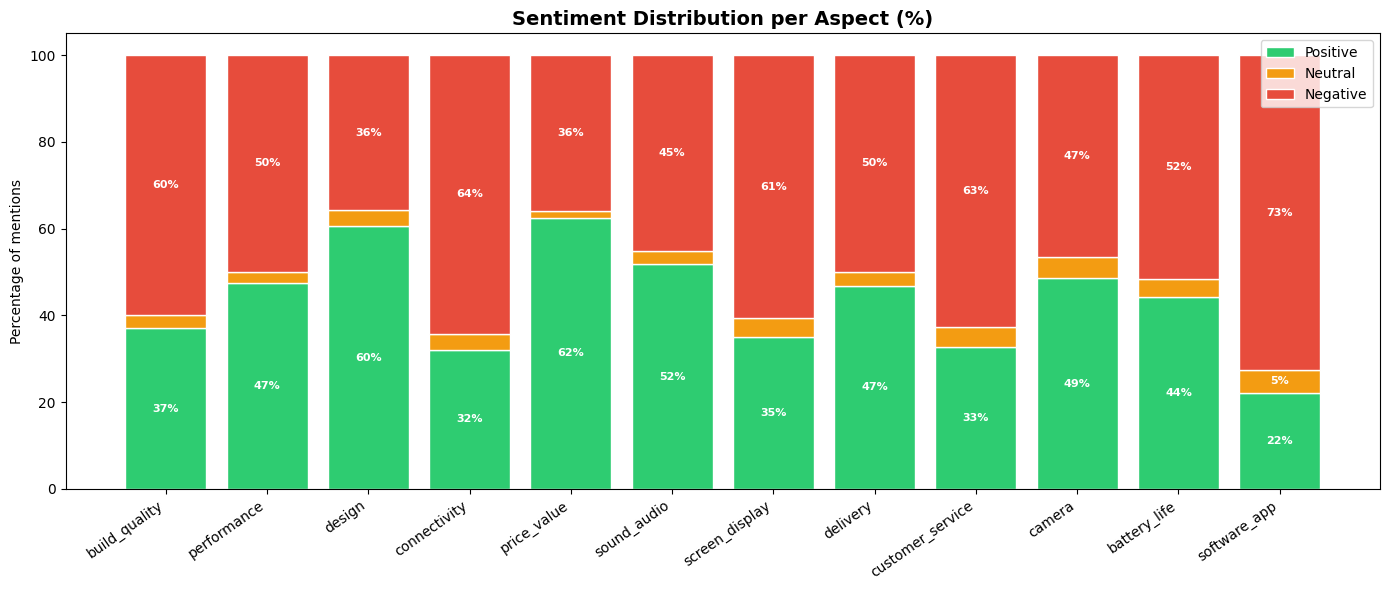 Sentiment Distribution per Aspect (%)
Positive
Neutral
Negative
Percentage of mentions
100
80
60
40
20
0
60%
37%
50%
47%
36%
60%
64%
32%
36%
62%
45%
52%
61%
35%
50%
47%
63%
33%
47%
49%
52%
44%
73%
5%
22%
build_quality
performance
design
connectivity
price_value
sound_audio
screen_display
delivery
customer_service
camera
battery_life
software_app